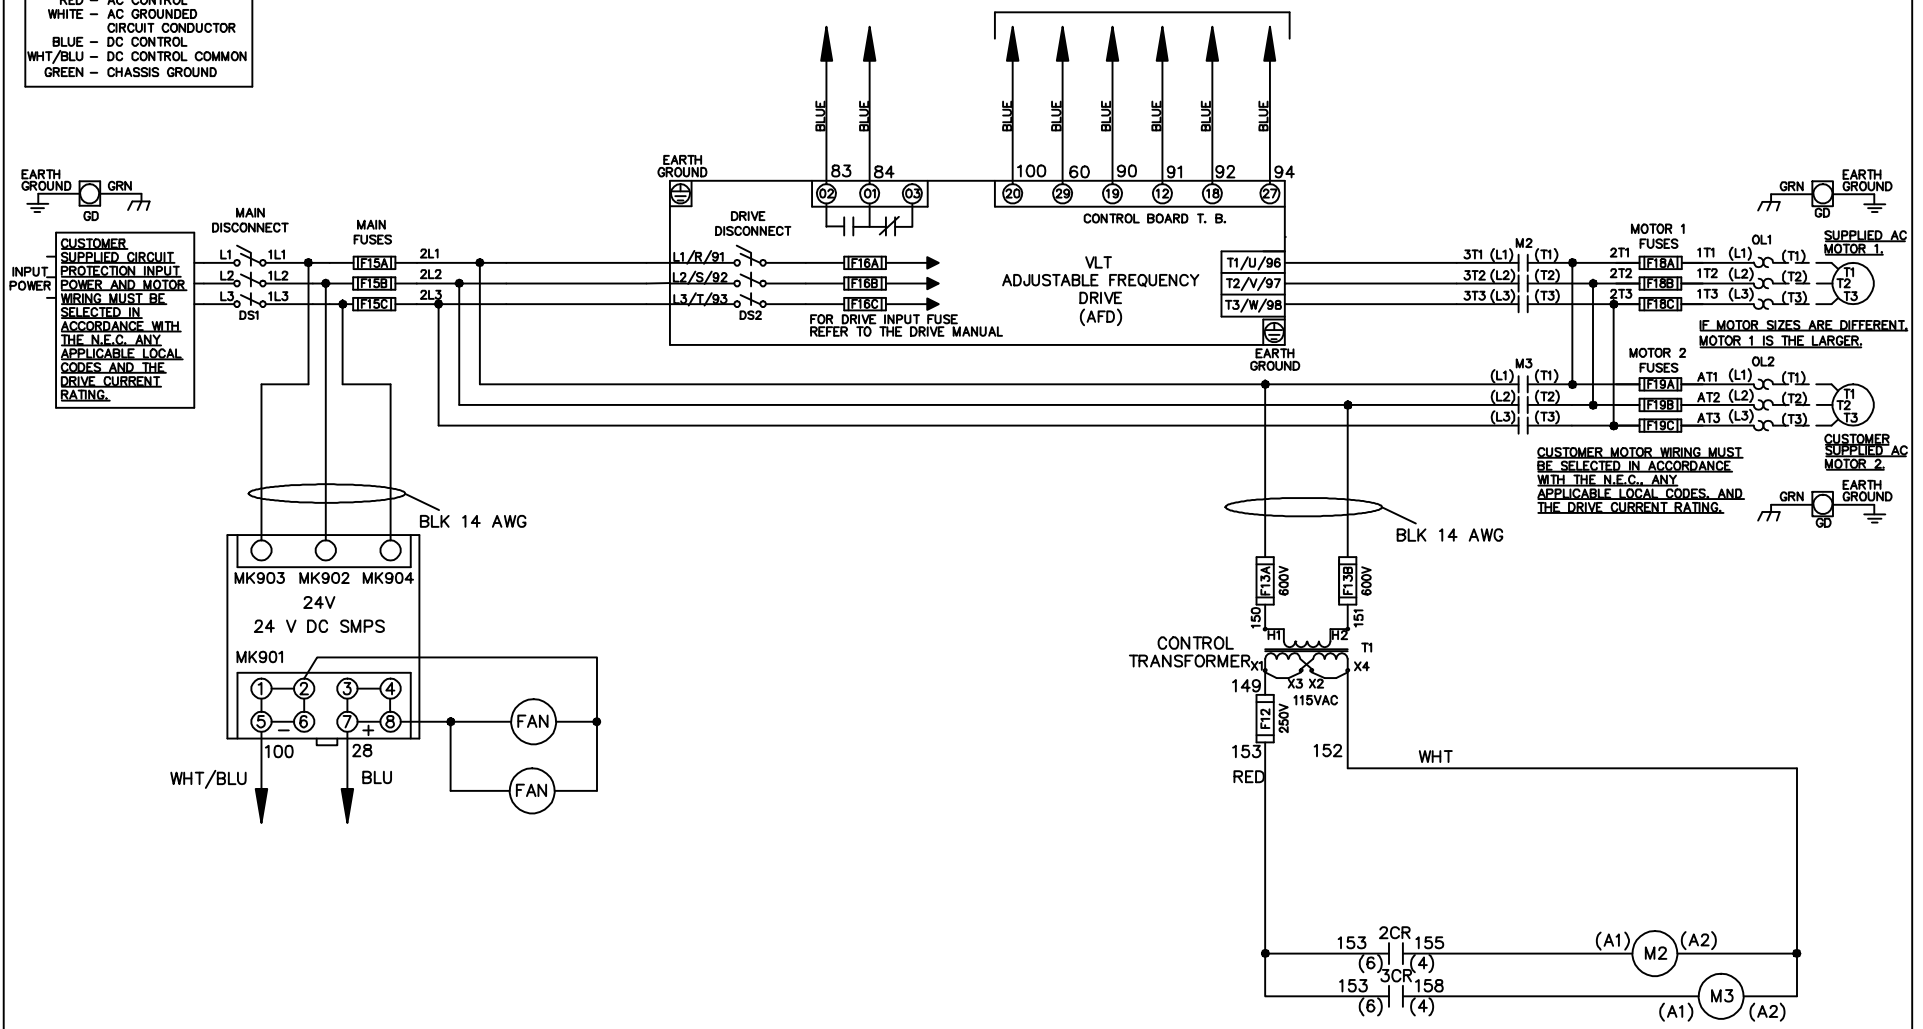 RED – AC CONTROL
WHITE – AC GROUNDED
CIRCUIT CONDUCTOR
BLUE – DC CONTROL
WHT/BLU – DC CONTROL COMMON
GREEN – CHASSIS GROUND
BLUE
BLUE
BLUE
BLUE
BLUE
BLUE
BLUE
BLUE
EARTH
GROUND
GRN
GD
EARTH
GROUND
83
84
100
60
90
91
92
94
02
01
03
20
29
19
12
18
27
CONTROL BOARD T. B.
GRN
EARTH
GROUND
GD
INPUT
POWER
CUSTOMER
SUPPLIED CIRCUIT
PROTECTION INPUT
POWER AND MOTOR
WIRING MUST BE
SELECTED IN
ACCORDANCE WITH
THE N.E.C. ANY
APPLICABLE LOCAL
CODES AND THE
DRIVE CURRENT
RATING.
MAIN
DISCONNECT
L1 1L1
L2 1L2
L3 1L3
DS1
MAIN
FUSES
F15A
F15B
F15C
2L1
2L2
2L3
DRIVE
DISCONNECT
L1/R/91
L2/S/92
L3/T/93
DS2
F16A
F16B
F16C
FOR DRIVE INPUT FUSE
REFER TO THE DRIVE MANUAL
VLT
ADJUSTABLE FREQUENCY
DRIVE
(AFD)
T1/U/96
T2/V/97
T3/W/98
EARTH
GROUND
M2
3T1 (L1) (T1)
3T2 (L2) (T2)
3T3 (L3) (T3)
MOTOR 1
FUSES
2T1 F18A 1T1 (L1)
2T2 F18B 1T2 (L2)
2T3 F18C 1T3 (L3)
OL1
(T1)
(T2)
(T3)
SUPPLIED AC
MOTOR 1.
T1
T2
T3
IF MOTOR SIZES ARE DIFFERENT,
MOTOR 1 IS THE LARGER.
M3
(L1) (T1)
(L2) (T2)
(L3) (T3)
MOTOR 2
FUSES
F19A AT1 (L1)
F19B AT2 (L2)
F19C AT3 (L3)
OL2
(T1)
(T2)
(T3)
T1
T2
T3
CUSTOMER
SUPPLIED AC
MOTOR 2.
CUSTOMER MOTOR WIRING MUST
BE SELECTED IN ACCORDANCE
WITH THE N.E.C., ANY
APPLICABLE LOCAL CODES, AND
THE DRIVE CURRENT RATING.
GRN
EARTH
GROUND
GD
BLK 14 AWG
MK903 MK902 MK904
24V
24 V DC SMPS
MK901
1 2 3 4
5 6 7 8
– +
100
28
WHT/BLU
BLU
FAN
FAN
BLK 14 AWG
F13A
600V
F13B
600V
150
151
H1 H2
T1
CONTROL
TRANSFORMER
X1
X4
X3 X2
115VAC
149
F12
250V
153
RED
152
WHT
2CR
153 155
(6) (4)
(A1) M2 (A2)
3CR
153 158
(6) (4)
(A1) M3 (A2)